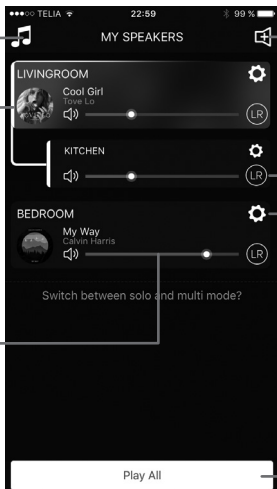 TELIA 22:59 99 %
MY SPEAKERS
LIVINGROOM
Cool Girl
Tove Lo
LR
KITCHEN
LR
BEDROOM
My Way
Calvin Harris
LR
Switch between solo and multi mode?
Play All